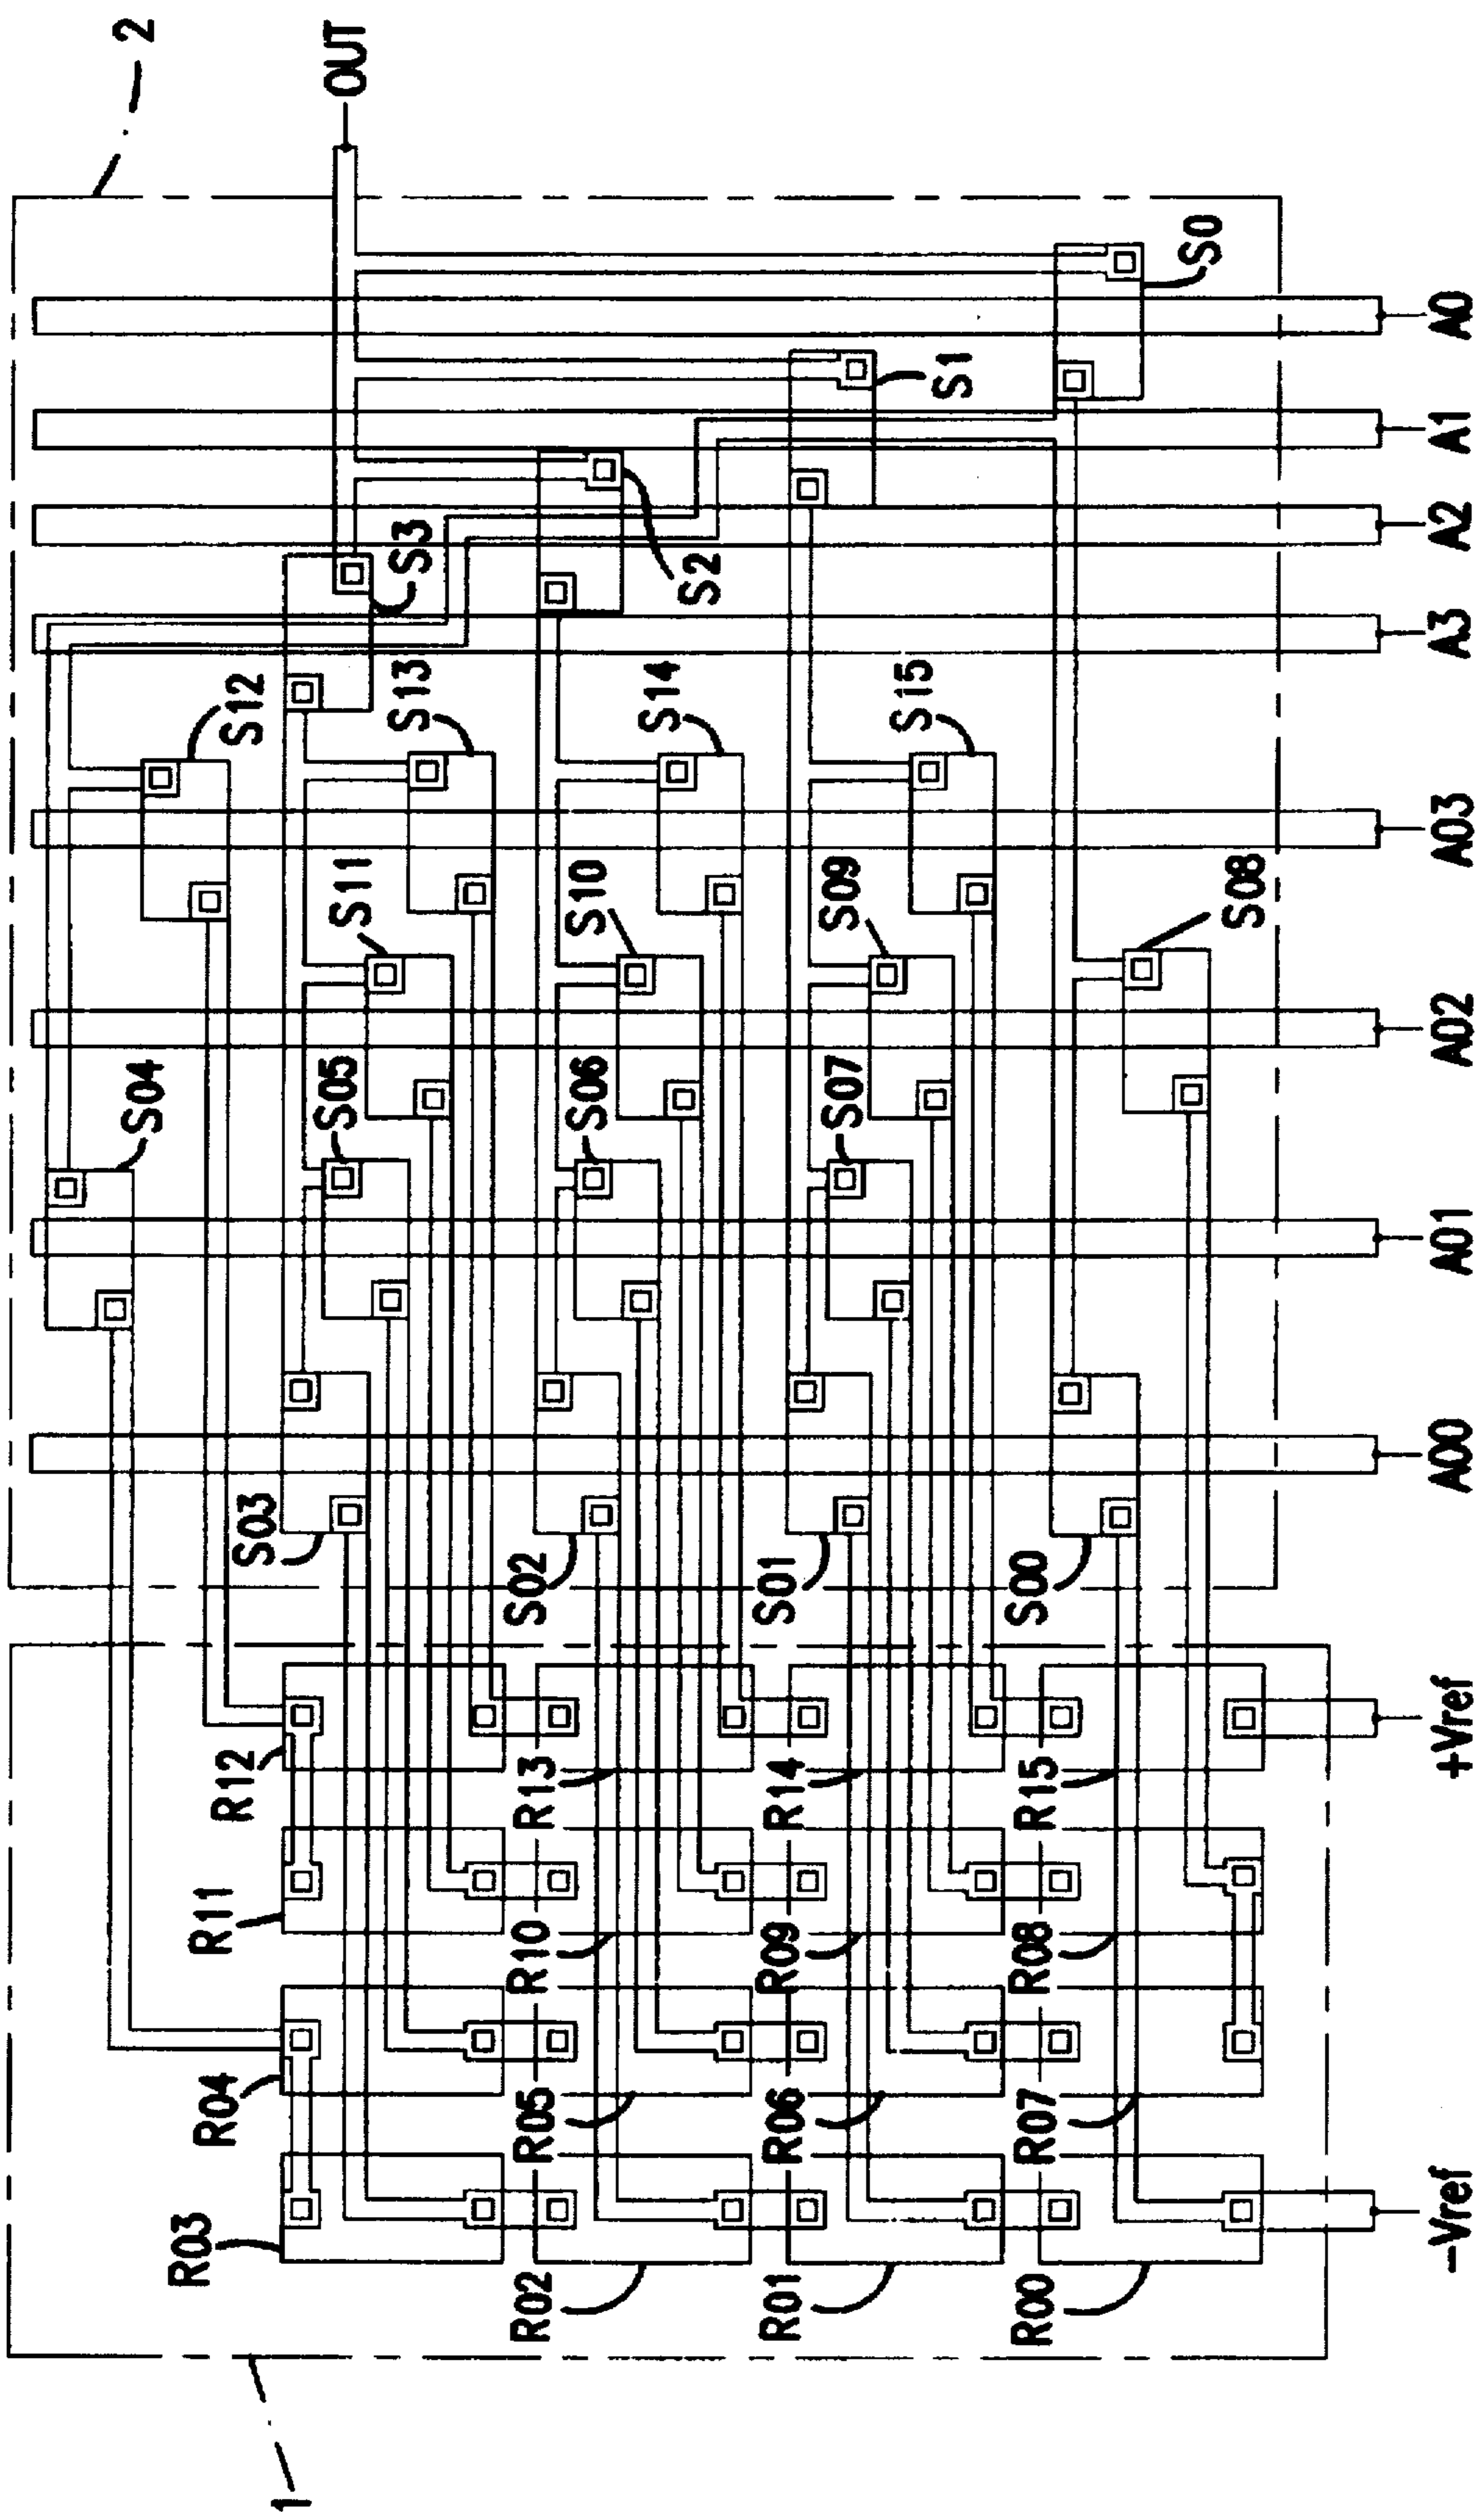 2
OUT
S0
S1
S2
S3
A0
A1
A2
A3
S12
S13
S14
S15
A03
S11
S10
S09
S08
A02
S04
S05
S06
S07
A01
S03
S02
S01
S00
A00
R12
R13
R14
R15
+Vref
R11
R10
R09
R08
R04
R05
R06
R07
R03
R02
R01
R00
-Vref
1